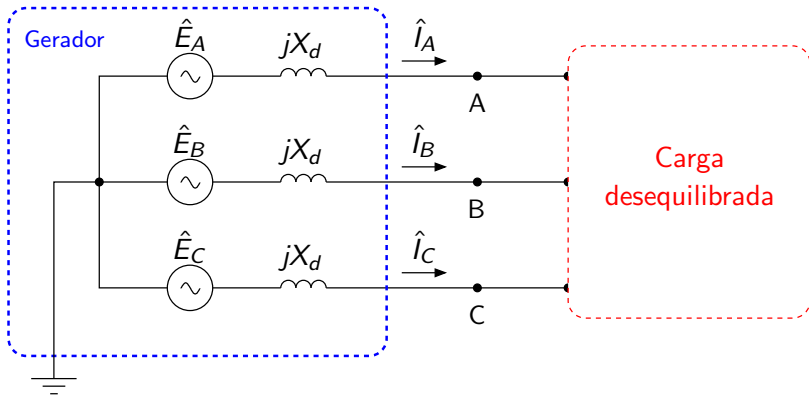 Gerador
Ê_A
jX_d
Î_A
A
Ê_B
jX_d
Î_B
B
Ê_C
jX_d
Î_C
C
Carga
desequilibrada